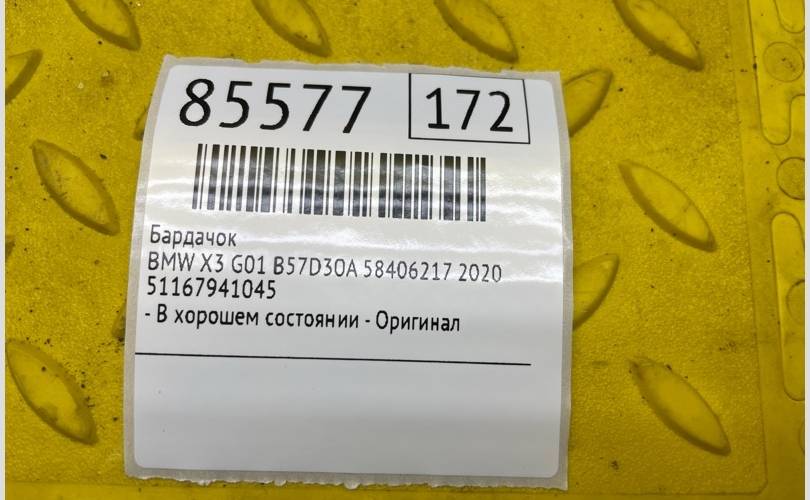 85577 172
Бардачок
BMW X3 G01 B57D30A 58406217 2020
51167941045
- В хорошем состоянии - Оригинал